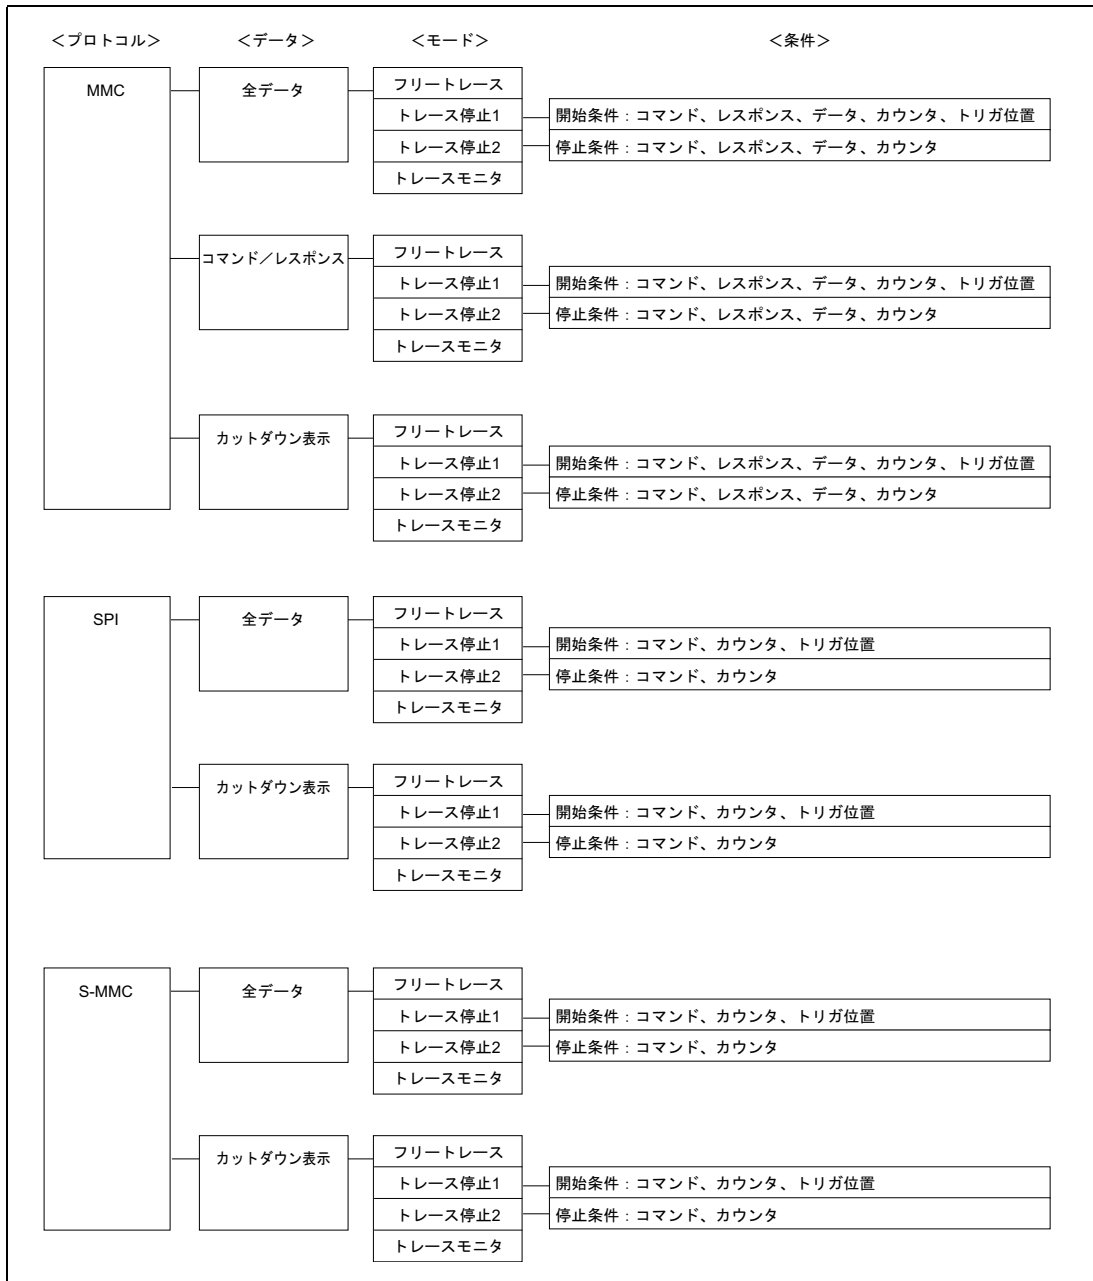 ＜プロトコル＞ ＜データ＞ ＜モード＞ ＜条件＞
MMC 全データ フリートレース
トレース停止1 開始条件：コマンド、レスポンス、データ、カウンタ、トリガ位置
トレース停止2 停止条件：コマンド、レスポンス、データ、カウンタ
トレースモニタ
コマンド／レスポンス フリートレース
トレース停止1 開始条件：コマンド、レスポンス、データ、カウンタ、トリガ位置
トレース停止2 停止条件：コマンド、レスポンス、データ、カウンタ
トレースモニタ
カットダウン表示 フリートレース
トレース停止1 開始条件：コマンド、レスポンス、データ、カウンタ、トリガ位置
トレース停止2 停止条件：コマンド、レスポンス、データ、カウンタ
トレースモニタ
SPI 全データ フリートレース
トレース停止1 開始条件：コマンド、カウンタ、トリガ位置
トレース停止2 停止条件：コマンド、カウンタ
トレースモニタ
カットダウン表示 フリートレース
トレース停止1 開始条件：コマンド、カウンタ、トリガ位置
トレース停止2 停止条件：コマンド、カウンタ
トレースモニタ
S-MMC 全データ フリートレース
トレース停止1 開始条件：コマンド、カウンタ、トリガ位置
トレース停止2 停止条件：コマンド、カウンタ
トレースモニタ
カットダウン表示 フリートレース
トレース停止1 開始条件：コマンド、カウンタ、トリガ位置
トレース停止2 停止条件：コマンド、カウンタ
トレースモニタ